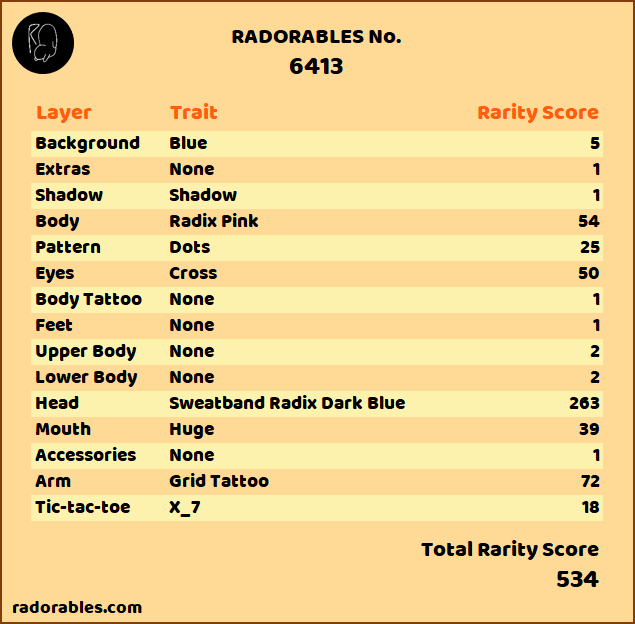 RADORABLES No.
6413
Layer Trait Rarity Score
Background Blue 5
Extras None 1
Shadow Shadow 1
Body Radix Pink 54
Pattern Dots 25
Eyes Cross 50
Body Tattoo None 1
Feet None 1
Upper Body None 2
Lower Body None 2
Head Sweatband Radix Dark Blue 263
Mouth Huge 39
Accessories None 1
Arm Grid Tattoo 72
Tic-tac-toe X_7 18
Total Rarity Score
534
radorables.com